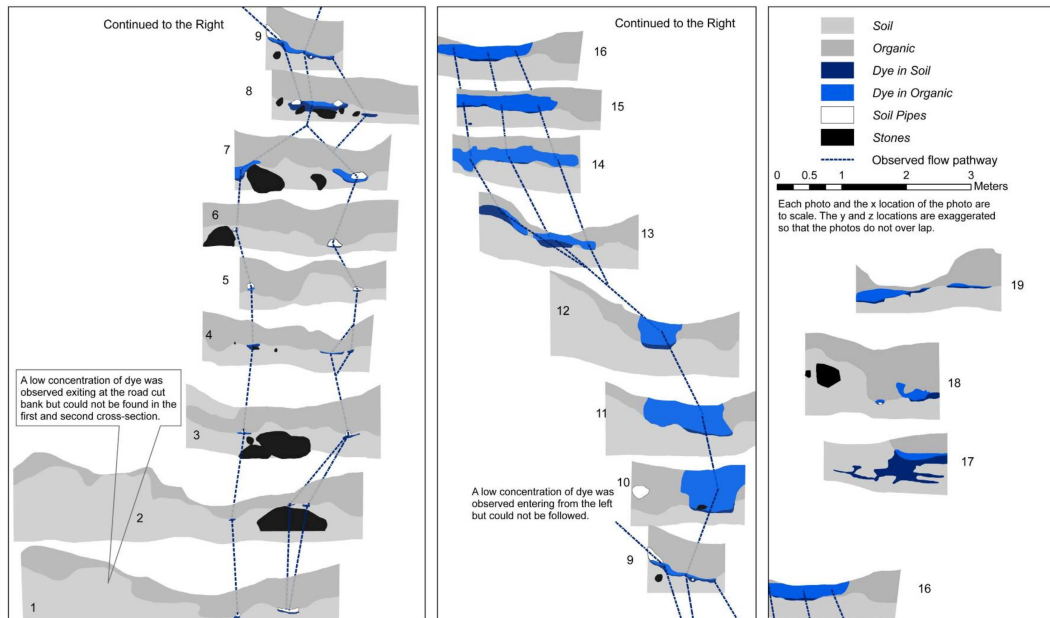 Continued to the Right
9
8
7
6
5
4
A low concentration of dye was
observed exiting at the road cut
bank but could not be found in the
first and second cross-section.
3
2
1
Continued to the Right
16
15
14
13
12
11
10
A low concentration of dye was
observed entering from the left
but could not be followed.
9
Soil
Organic
Dye in Soil
Dye in Organic
Soil Pipes
Stones
Observed flow pathway
0 0.5 1 2 3
Meters
Each photo and the x location of the photo are
to scale. The y and z locations are exaggerated
so that the photos do not over lap.
19
18
17
16